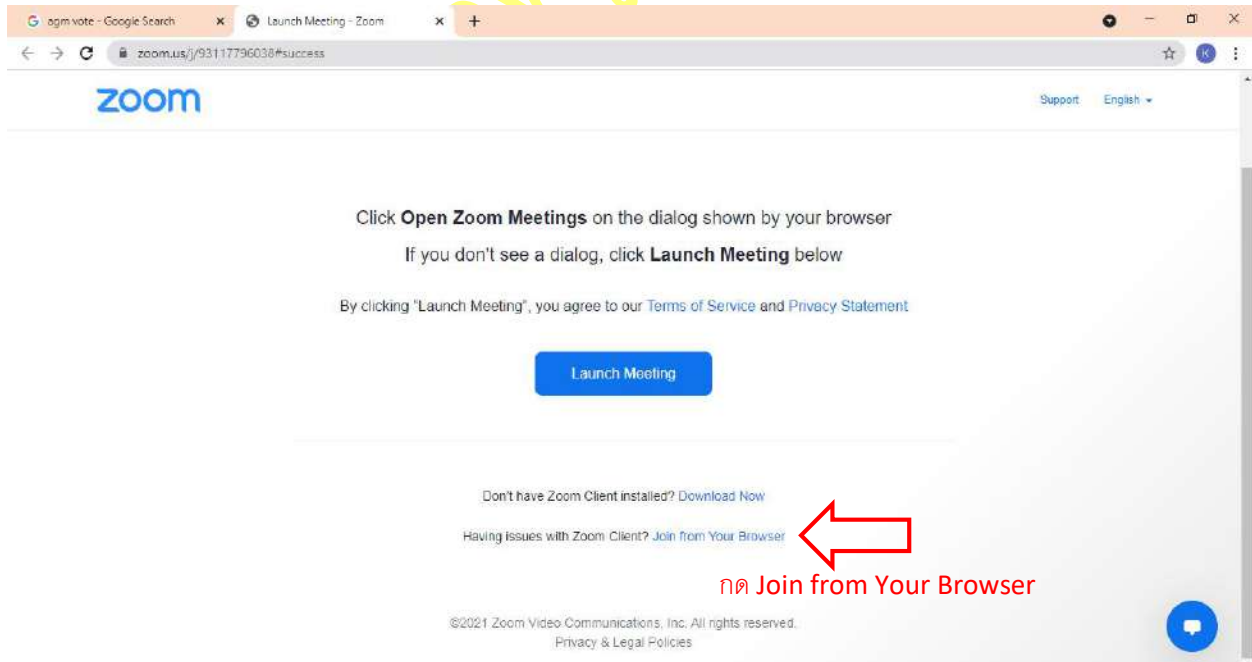 agm vote - Google Search
Launch Meeting - Zoom
zoom.us/j/93117796038#success
K
zoom
Support English
Click Open Zoom Meetings on the dialog shown by your browser
If you don't see a dialog, click Launch Meeting below
By clicking "Launch Meeting", you agree to our Terms of Service and Privacy Statement
Launch Meeting
Don't have Zoom Client installed? Download Now
Having issues with Zoom Client? Join from Your Browser
กด Join from Your Browser
©2021 Zoom Video Communications, Inc. All rights reserved.
Privacy & Legal Policies